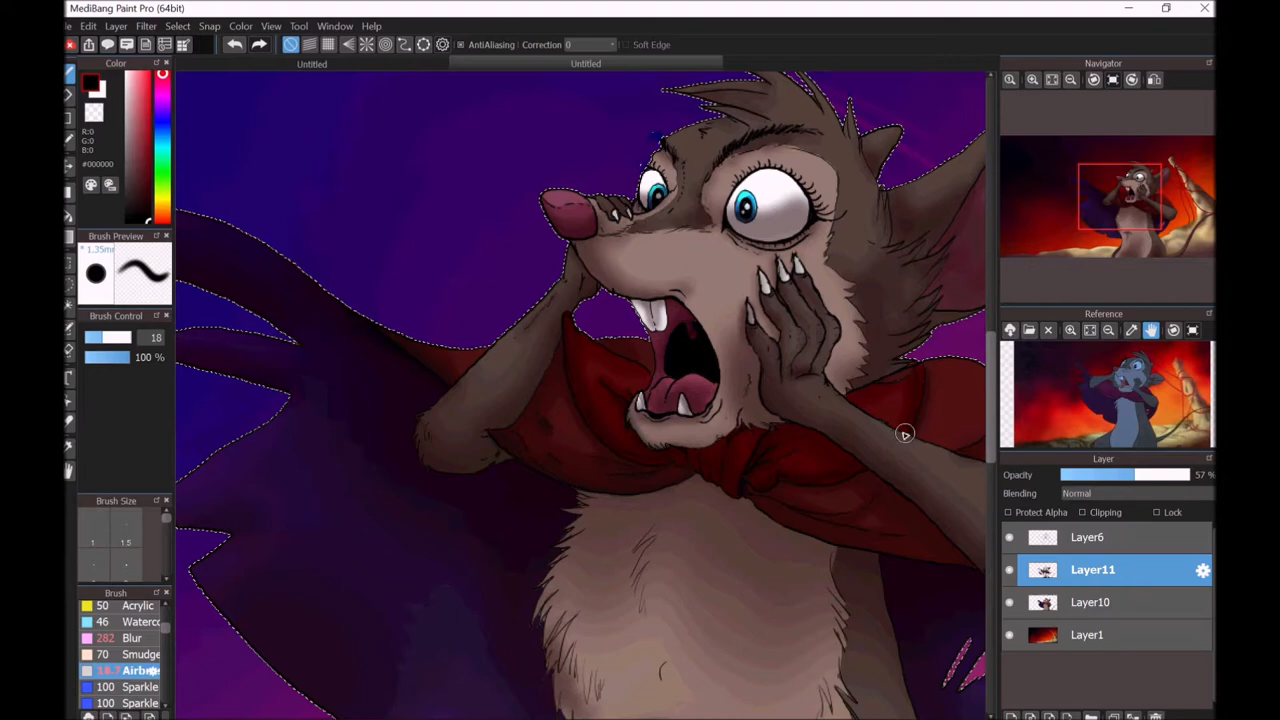 MediBang Paint Pro (64bit)
Edit Layer Filter Select Snap Color View Tool Window Help
AntiAliasing Correction 0 Soft Edge
Color
Untitled
Untitled
Navigator
R:0
G:0
B:0
#000000
Brush Preview
* 1.35m
Brush Control
18
100 %
Reference
Layer
Opacity 57 %
Blending Normal
Protect Alpha Clipping Lock
Brush Size
1 1.5
Layer6
Layer11
Layer10
Layer1
Brush
50 Acrylic
46 Waterco
282 Blur
70 Smudge
100 Sparkle
100 Sparkle